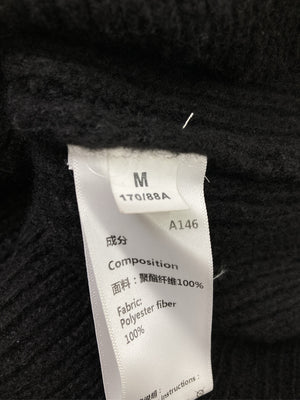 M
170/88A
A146
成分
Composition
面料:聚酯纤维100%
Fabric:
Polyester fiber
100%
instructions :